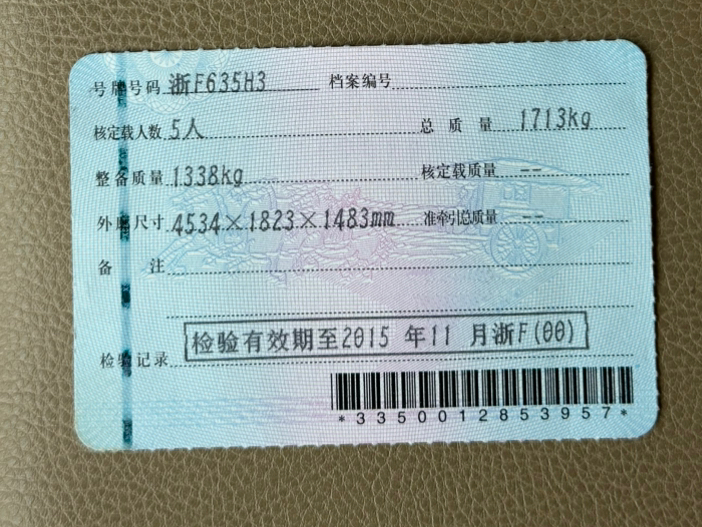 号牌号码 浙F635H3 档案编号
核定载人数 5人 总质量 1713kg
整备质量 1338kg 核定载质量 --
外廓尺寸 4534×1823×1483mm 准牵引总质量 --
备注
检验有效期至2015年11月浙F(00)
检验记录
*3350012853957*